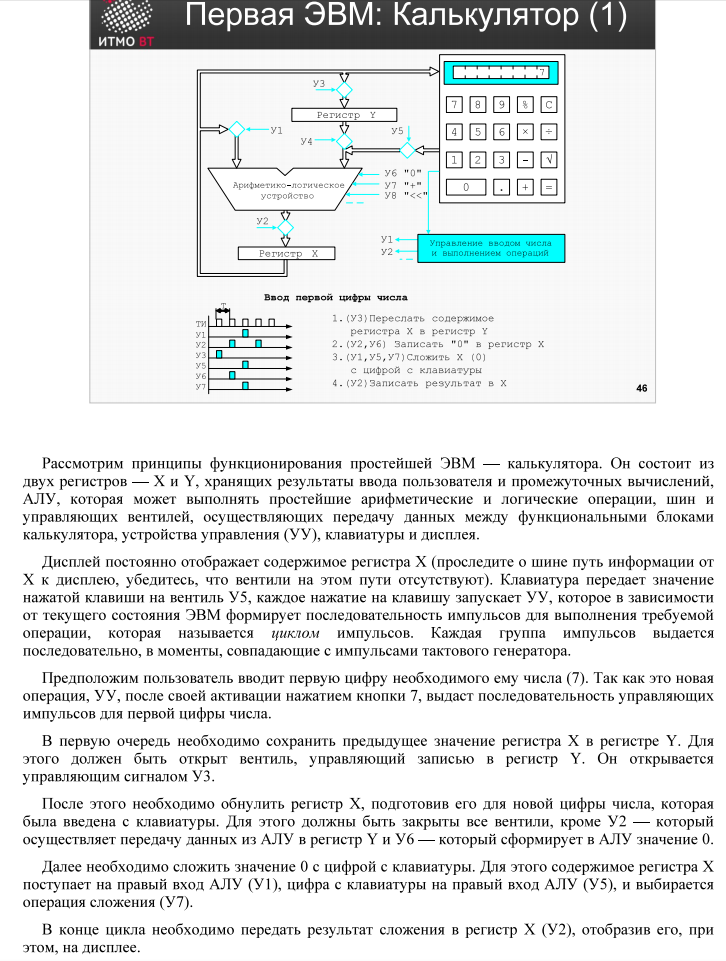 Первая ЭВМ: Калькулятор (1)
ИТМО ВТ
У3
Регистр Y
У1
У4
У5
7
7 8 9 % C
4 5 6 × ÷
1 2 3 − √
0 . + =
Арифметико-логическое
устройство
У6 "0"
У7 "+"
У8 "<<"
У2
Регистр X
У1
У2
Управление вводом числа
и выполнением операций
Ввод первой цифры числа
T
ТИ
У1
У2
У3
У5
У6
У7
1.(У3)Переслать содержимое
регистра X в регистр Y
2.(У2,У6) Записать "0" в регистр X
3.(У1,У5,У7)Сложить X (0)
с цифрой с клавиатуры
4.(У2)Записать результат в X
46
Рассмотрим принципы функционирования простейшей ЭВМ — калькулятора. Он состоит из
двух регистров — X и Y, хранящих результаты ввода пользователя и промежуточных вычислений,
АЛУ, которая может выполнять простейшие арифметические и логические операции, шин и
управляющих вентилей, осуществляющих передачу данных между функциональными блоками
калькулятора, устройства управления (УУ), клавиатуры и дисплея.
Дисплей постоянно отображает содержимое регистра X (проследите о шине путь информации от
X к дисплею, убедитесь, что вентили на этом пути отсутствуют). Клавиатура передает значение
нажатой клавиши на вентиль У5, каждое нажатие на клавишу запускает УУ, которое в зависимости
от текущего состояния ЭВМ формирует последовательность импульсов для выполнения требуемой
операции, которая называется циклом импульсов. Каждая группа импульсов выдается
последовательно, в моменты, совпадающие с импульсами тактового генератора.
Предположим пользователь вводит первую цифру необходимого ему числа (7). Так как это новая
операция, УУ, после своей активации нажатием кнопки 7, выдаст последовательность управляющих
импульсов для первой цифры числа.
В первую очередь необходимо сохранить предыдущее значение регистра X в регистре Y. Для
этого должен быть открыт вентиль, управляющий записью в регистр Y. Он открывается
управляющим сигналом У3.
После этого необходимо обнулить регистр X, подготовив его для новой цифры числа, которая
была введена с клавиатуры. Для этого должны быть закрыты все вентили, кроме У2 — который
осуществляет передачу данных из АЛУ в регистр Y и У6 — который сформирует в АЛУ значение 0.
Далее необходимо сложить значение 0 с цифрой с клавиатуры. Для этого содержимое регистра X
поступает на правый вход АЛУ (У1), цифра с клавиатуры на правый вход АЛУ (У5), и выбирается
операция сложения (У7).
В конце цикла необходимо передать результат сложения в регистр X (У2), отобразив его, при
этом, на дисплее.